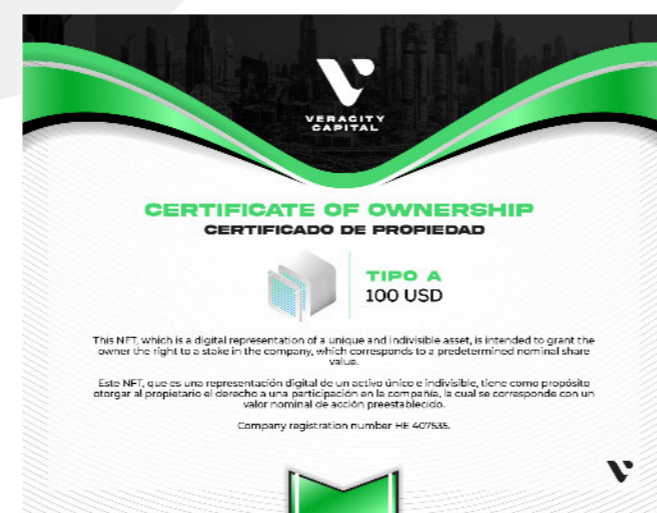 VERACITY
CAPITAL
CERTIFICATE OF OWNERSHIP
CERTIFICADO DE PROPIEDAD
TIPO A
100 USD
This NFT, which is a digital representation of a unique and indivisible asset, is intended to grant the
owner the right to a stake in the company, which corresponds to a predetermined nominal share
value.
Este NFT, que es una representación digital de un activo único e indivisible, tiene como propósito
otorgar al propietario el derecho a una participación en la compañía, la cual se corresponde con un
valor nominal de acción preestablecido.
Company registration number HE 407535.